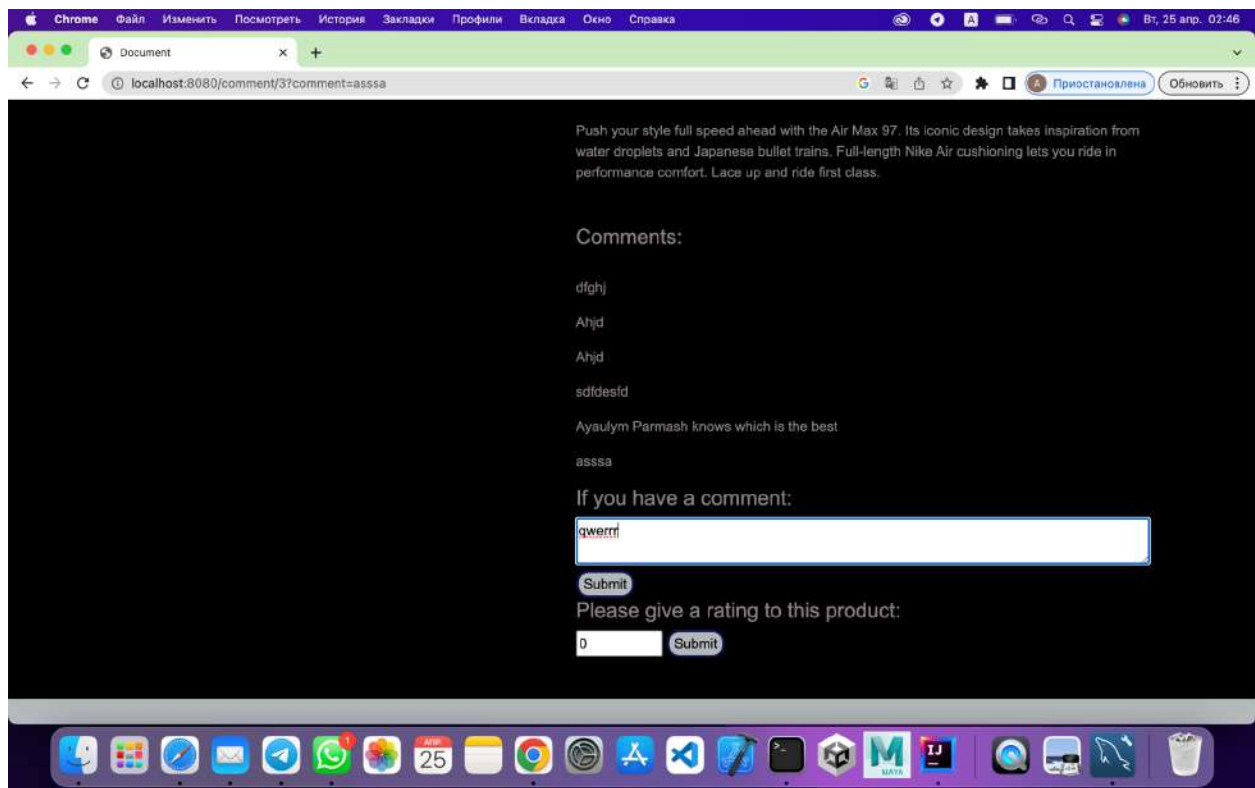 Chrome Файл Изменить Посмотреть История Закладки Профили Вкладка Окно Справка A Вт, 25 апр. 02:46
Document
localhost:8080/comment/3?comment=asssa G A Приостановлена Обновить
Push your style full speed ahead with the Air Max 97. Its iconic design takes inspiration from
water droplets and Japanese bullet trains. Full-length Nike Air cushioning lets you ride in
performance comfort. Lace up and ride first class.
Comments:
dfghj
Ahjd
Ahjd
sdfdesfd
Ayaulym Parmash knows which is the best
asssa
If you have a comment:
qwerrr
Submit
Please give a rating to this product:
0 Submit
1 АПР
25 M IJ
MAYA